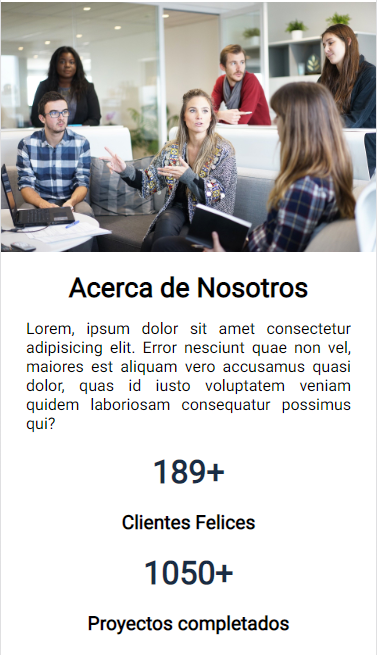 Acerca de Nosotros
Lorem, ipsum dolor sit amet consectetur
adipisicing elit. Error nesciunt quae non vel,
maiores est aliquam vero accusamus quasi
dolor, quas id iusto voluptatem veniam
quidem laboriosam consequatur possimus
qui?
189+
Clientes Felices
1050+
Proyectos completados